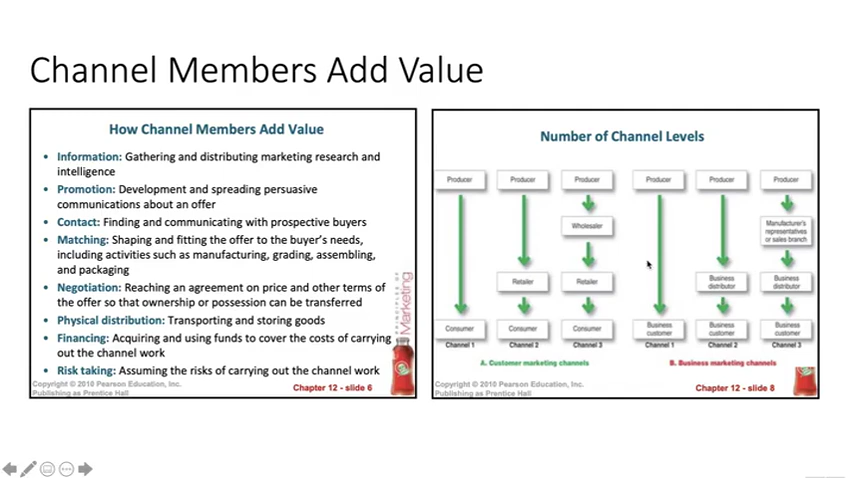 Channel Members Add Value
How Channel Members Add Value
• Information: Gathering and distributing marketing research and
intelligence
• Promotion: Development and spreading persuasive
communications about an offer
• Contact: Finding and communicating with prospective buyers
• Matching: Shaping and fitting the offer to the buyer's needs,
including activities such as manufacturing, grading, assembling,
and packaging
• Negotiation: Reaching an agreement on price and other terms of
the offer so that ownership or possession can be transferred
• Physical distribution: Transporting and storing goods
• Financing: Acquiring and using funds to cover the costs of carrying
out the channel work
• Risk taking: Assuming the risks of carrying out the channel work
PRINCIPLES OF
Marketing
Copyright © 2010 Pearson Education, Inc.
Publishing as Prentice Hall
Chapter 12 - slide 6
Number of Channel Levels
Producer Producer Producer Producer Producer Producer
Wholesaler
Manufacturer's
representatives
or sales branch
Retailer Retailer
Business
distributor
Business
distributor
Consumer Consumer Consumer
Business
customer
Business
customer
Business
customer
Channel 1 Channel 2 Channel 3 Channel 1 Channel 2 Channel 3
A. Customer marketing channels
B. Business marketing channels
Copyright © 2010 Pearson Education, Inc.
Publishing as Prentice Hall
Chapter 12 - slide 8